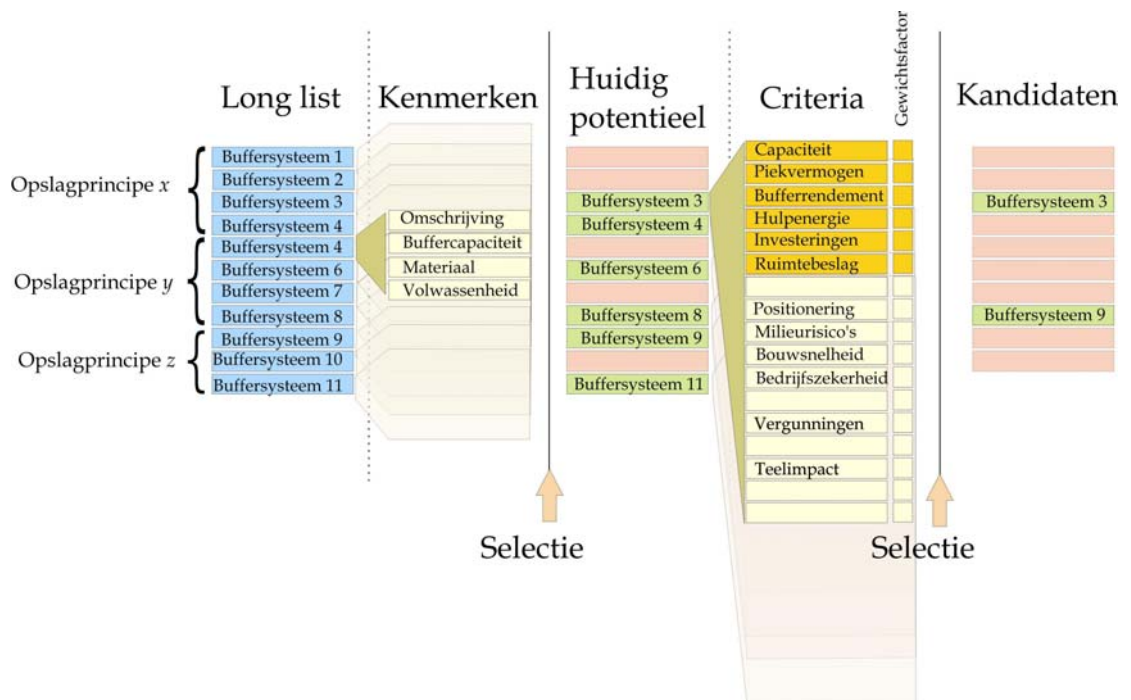 Long list
Opslagprincipe x
Buffersysteem 1
Buffersysteem 2
Buffersysteem 3
Buffersysteem 4
Opslagprincipe y
Buffersysteem 4
Buffersysteem 6
Buffersysteem 7
Buffersysteem 8
Opslagprincipe z
Buffersysteem 9
Buffersysteem 10
Buffersysteem 11
Kenmerken
Omschrijving
Buffercapaciteit
Materiaal
Volwassenheid
Selectie
Huidig
potentieel
Buffersysteem 3
Buffersysteem 4
Buffersysteem 6
Buffersysteem 8
Buffersysteem 9
Buffersysteem 11
Criteria
Gewichtsfactor
Capaciteit
Piekvermogen
Bufferrendement
Hulpenergie
Investeringen
Ruimtebeslag
Positionering
Milieurisico's
Bouwsnelheid
Bedrijfszekerheid
Vergunningen
Teelimpact
Selectie
Kandidaten
Buffersysteem 3
Buffersysteem 9